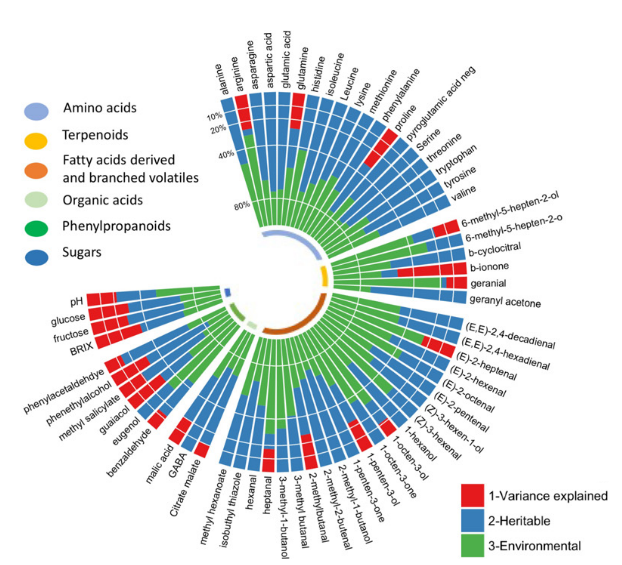 Amino acids
Terpenoids
Fatty acids derived
and branched volatiles
Organic acids
Phenylpropanoids
Sugars
10%
20%
40%
80%
alanine
arginine
asparagine
aspartic acid
glutamic acid
glutamine
histidine
isoleucine
Leucine
lysine
methionine
phenylalanine
proline
pyroglutamic acid neg
Serine
threonine
tryptophan
tyrosine
valine
6-methyl-5-hepten-2-ol
6-methyl-5-hepten-2-o
b-cyclocitral
b-ionone
geranial
geranyl acetone
(E,E)-2,4-decadienal
(E,E)-2,4-hexadienal
(E)-2-heptenal
(E)-2-hexenal
(E)-2-octenal
(E)-2-pentenal
(Z)-3-hexen-1-ol
(Z)-3-hexenal
1-hexanol
1-octen-3-ol
1-octen-3-one
1-penten-3-ol
1-penten-3-one
2-methyl-1-butanol
2-methyl-2-butenal
2-methylbutanal
3-methyl butanal
3-methyl-1-butanol
heptanal
hexanal
isobuthyl thiazole
methyl hexanoate
Citrate malate
GABA
malic acid
benzaldehyde
eugenol
guaiacol
methyl salicylate
phenethylalcohol
phenylacetaldehdye
BRIX
fructose
glucose
pH
1-Variance explained
2-Heritable
3-Environmental